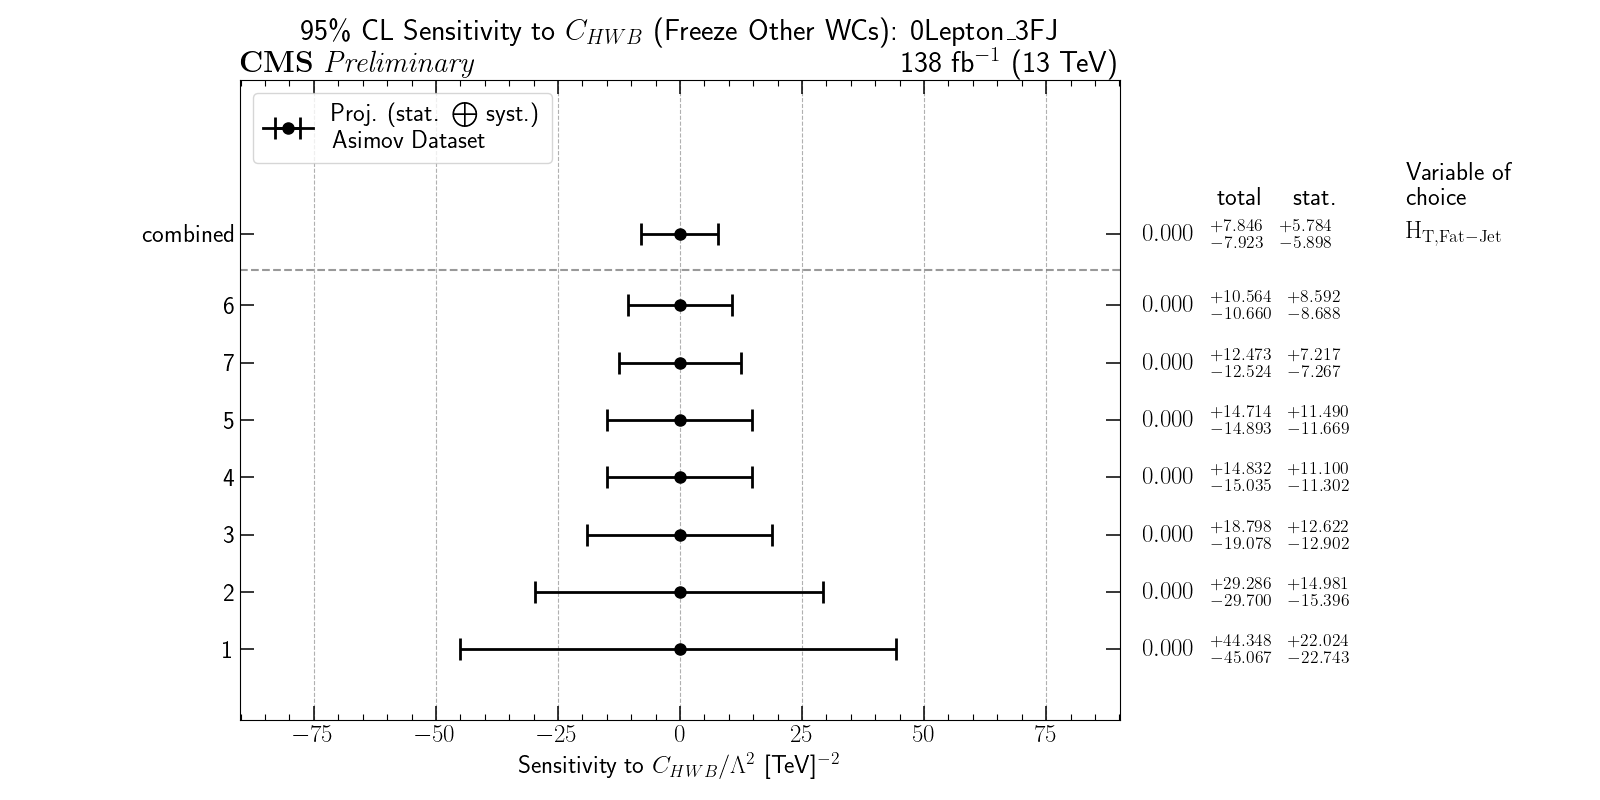 95% CL Sensitivity to C_{HWB} (Freeze Other WCs): 0Lepton_3FJ
CMS Preliminary 138 fb^{-1} (13 TeV)
Proj. (stat. ⨁ syst.)
Asimov Dataset
Variable of
total stat. choice
combined 0.000 +7.846 -7.923 +5.784 -5.898 H_{T,Fat-Jet}
6 0.000 +10.564 -10.660 +8.592 -8.688
7 0.000 +12.473 -12.524 +7.217 -7.267
5 0.000 +14.714 -14.893 +11.490 -11.669
4 0.000 +14.832 -15.035 +11.100 -11.302
3 0.000 +18.798 -19.078 +12.622 -12.902
2 0.000 +29.286 -29.700 +14.981 -15.396
1 0.000 +44.348 -45.067 +22.024 -22.743
−75 −50 −25 0 25 50 75
Sensitivity to C_{HWB}/Λ^2 [TeV]^{-2}